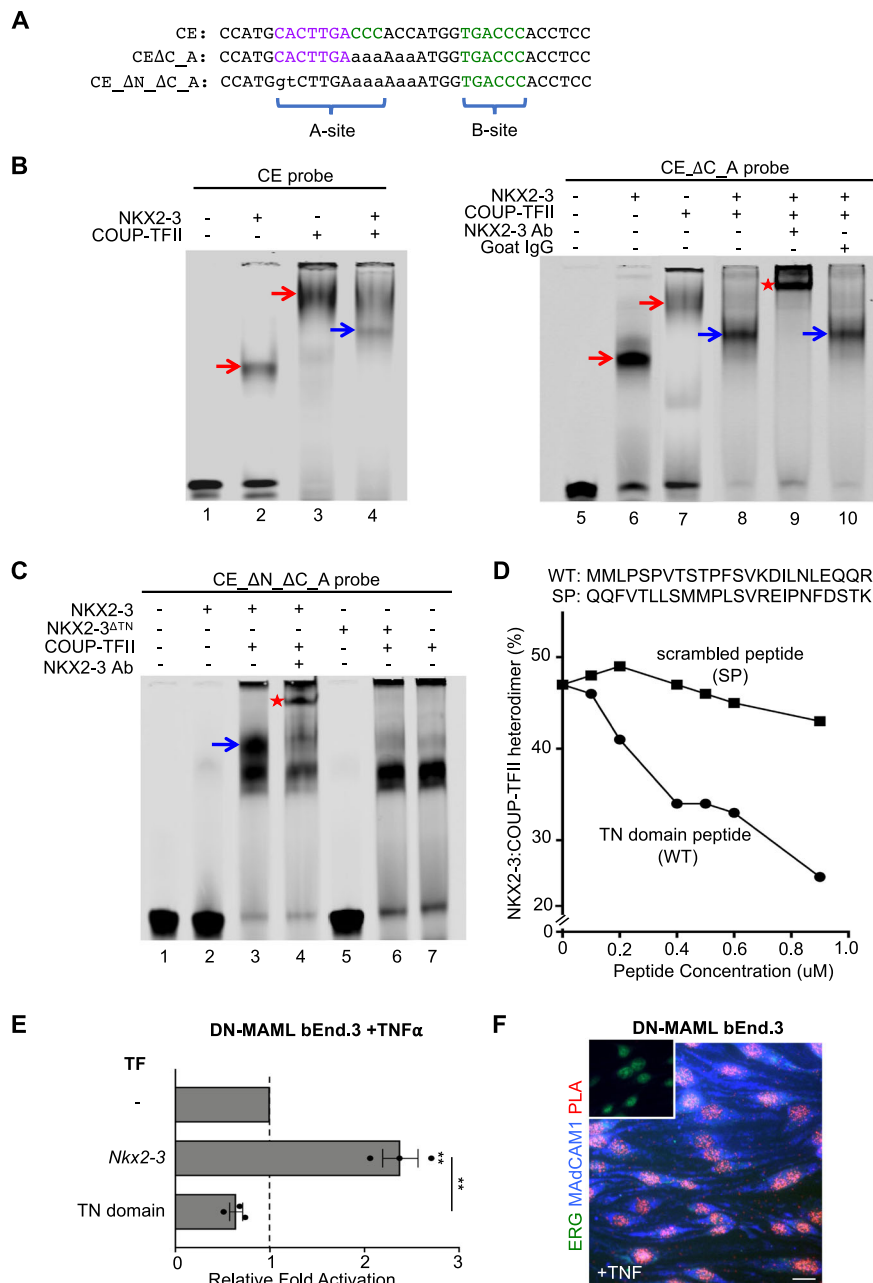 A
CE: CCATGCACTTGACCCACCATGGTGACCCACCTCC
CEΔC_A: CCATGCACTTGAaaaAaaATGGTGACCCACCTCC
CE_ΔN_ΔC_A: CCATGgtCTTGAaaaAaaATGGTGACCCACCTCC
A-site B-site
B
CE probe
NKX2-3 - + - +
COUP-TFII - - + +
1 2 3 4
CE_ΔC_A probe
NKX2-3 - + - + + +
COUP-TFII - - + + + +
NKX2-3 Ab - - - - + -
Goat IgG - - - - - +
5 6 7 8 9 10
C
CE_ΔN_ΔC_A probe
NKX2-3 - + + + - - -
NKX2-3ΔTN - - - - + + -
COUP-TFII - - + + - + +
NKX2-3 Ab - - - + - - -
1 2 3 4 5 6 7
D
WT: MMLPSPVTSTPFSVKDILNLEQQR
SP: QQFVTLLSMMPLSVREIPNFDSTK
NKX2-3:COUP-TFII heterodimer (%)
50
40
30
20
0
scrambled peptide
(SP)
TN domain peptide
(WT)
0 0.2 0.4 0.6 0.8 1.0
Peptide Concentration (uM)
E
DN-MAML bEnd.3 +TNFα
TF
-
Nkx2-3
**
**
TN domain
0 1 2 3
Relative Fold Activation
F
DN-MAML bEnd.3
ERG MAdCAM1 PLA
+TNF